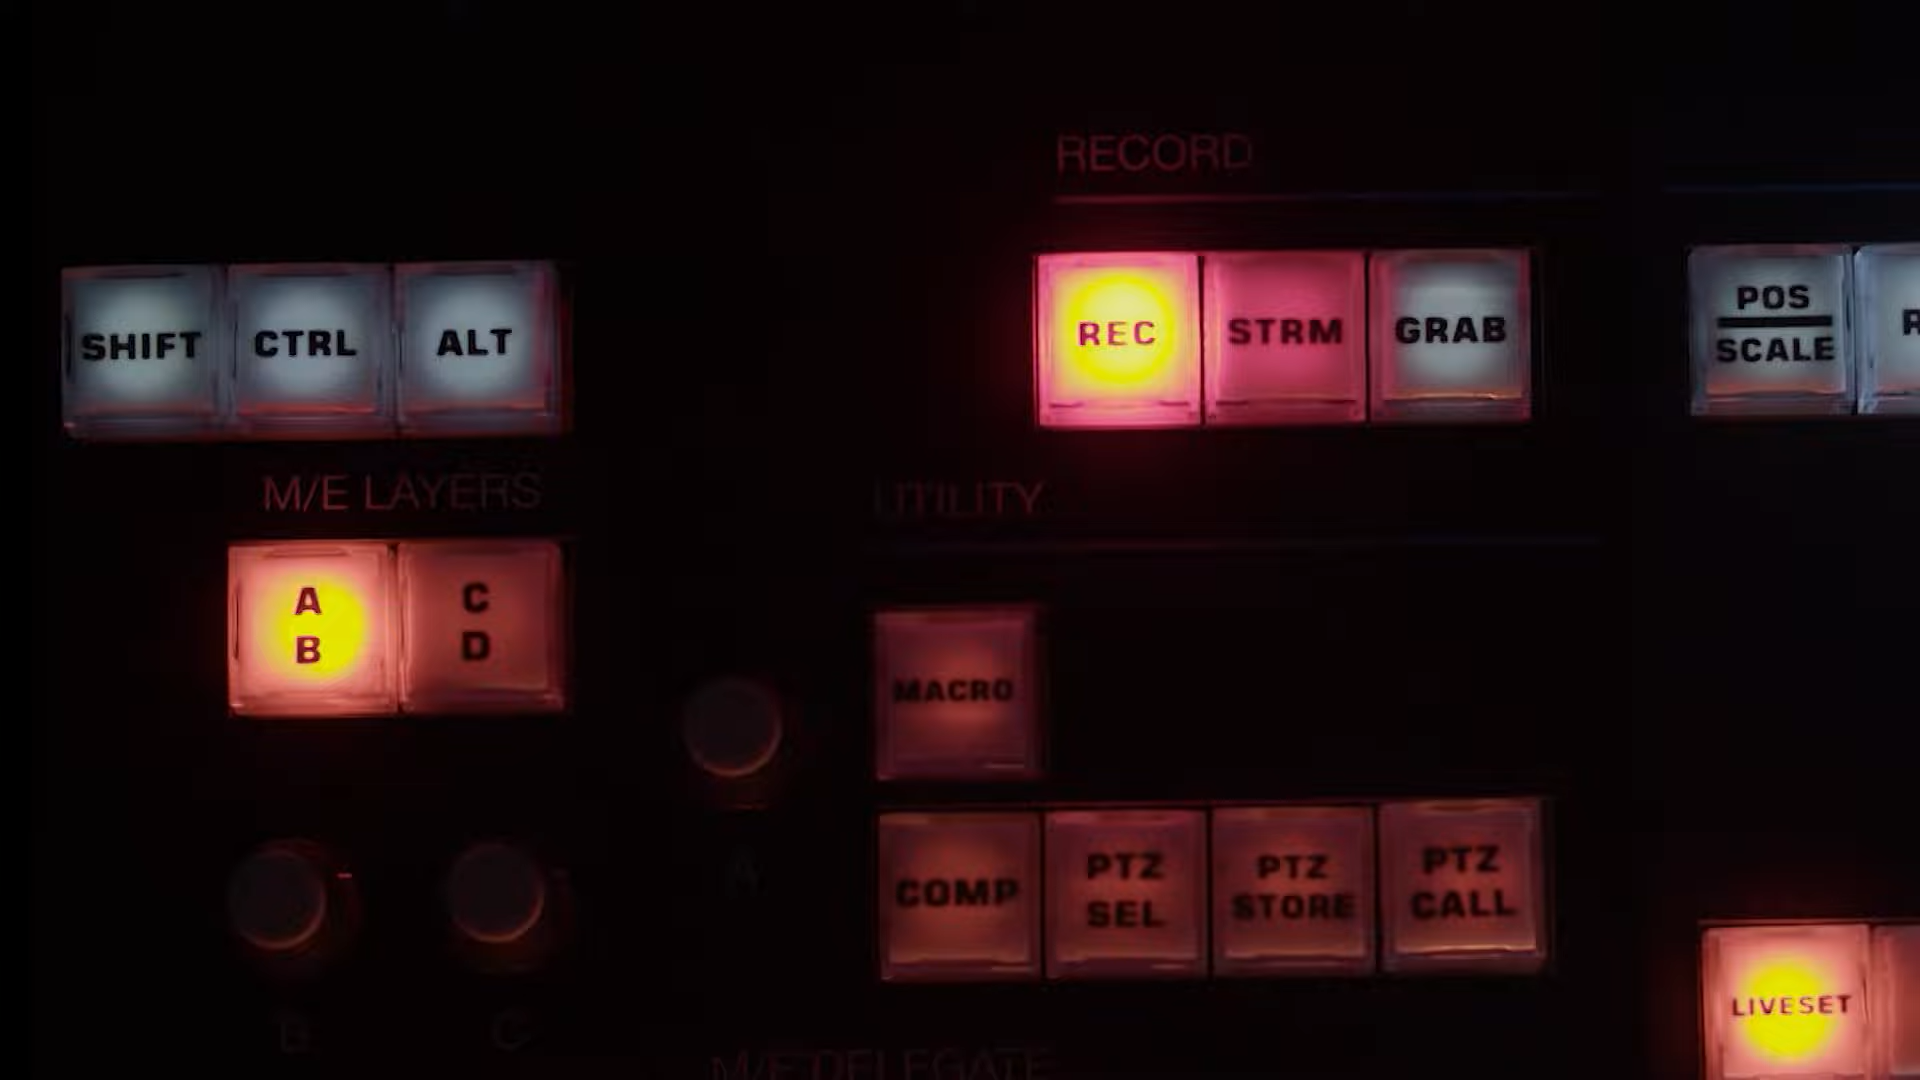 RECORD
SHIFT CTRL ALT
REC STRM GRAB
POS
SCALE
M/E LAYERS
UTILITY
A
B
C
D
MACRO
A
COMP
PTZ
SEL
PTZ
STORE
PTZ
CALL
B C
LIVESET
M/E DELEGATE